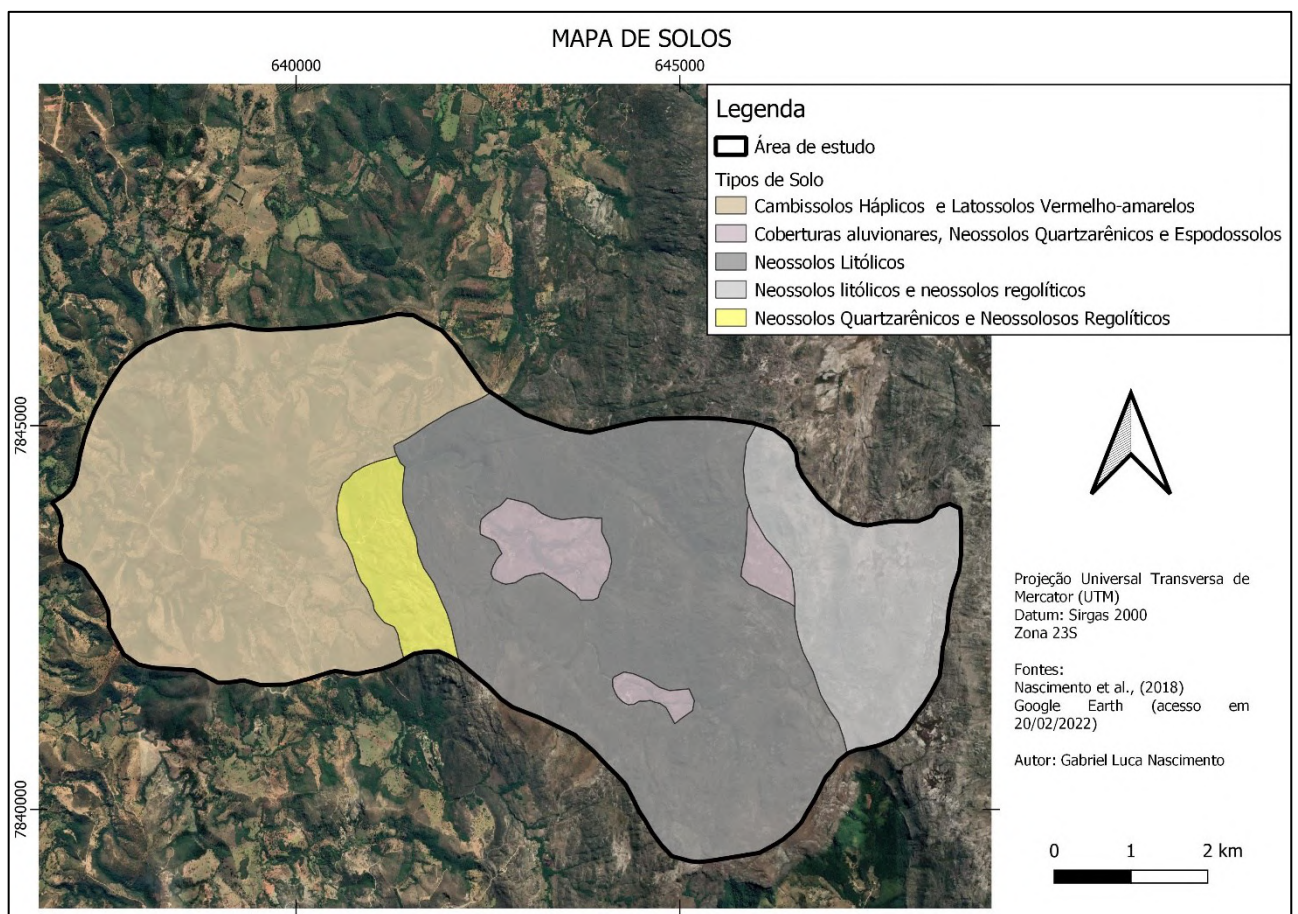 MAPA DE SOLOS
640000
645000
Legenda
Área de estudo
Tipos de Solo
Cambissolos Háplicos e Latossolos Vermelho-amarelos
Coberturas aluvionares, Neossolos Quartzarênicos e Espodossolos
Neossolos Litólicos
Neossolos litólicos e neossolos regolíticos
Neossolos Quartzarênicos e Neossolosos Regolíticos
7845000
7840000
Projeção Universal Transversa de
Mercator (UTM)
Datum: Sirgas 2000
Zona 23S
Fontes:
Nascimento et al., (2018)
Google Earth (acesso em
20/02/2022)
Autor: Gabriel Luca Nascimento
0 1 2 km